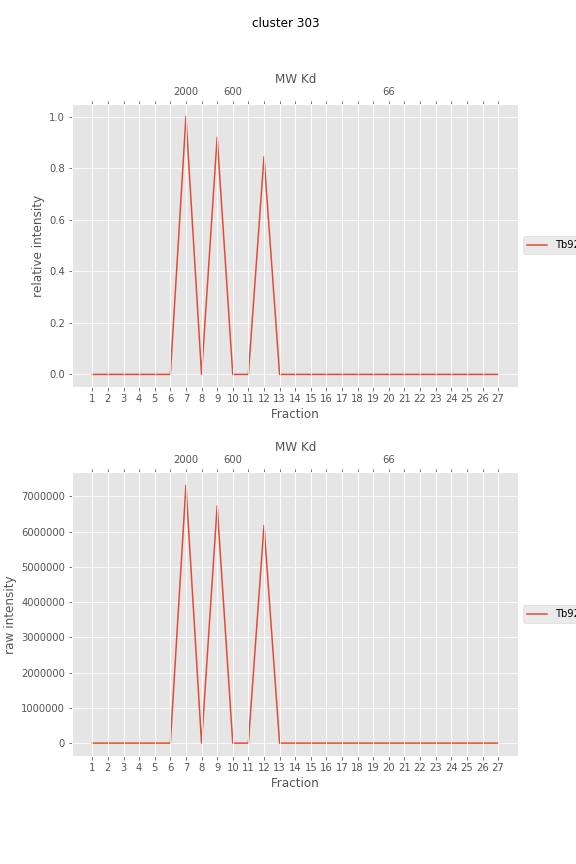 cluster 303
MW Kd
2000 600 66
1.0
0.8
0.6
0.4
0.2
0.0
relative intensity
Tb92
1 2 3 4 5 6 7 8 9 10 11 12 13 14 15 16 17 18 19 20 21 22 23 24 25 26 27
Fraction
MW Kd
2000 600 66
7000000
6000000
5000000
4000000
3000000
2000000
1000000
0
raw intensity
Tb92
1 2 3 4 5 6 7 8 9 10 11 12 13 14 15 16 17 18 19 20 21 22 23 24 25 26 27
Fraction